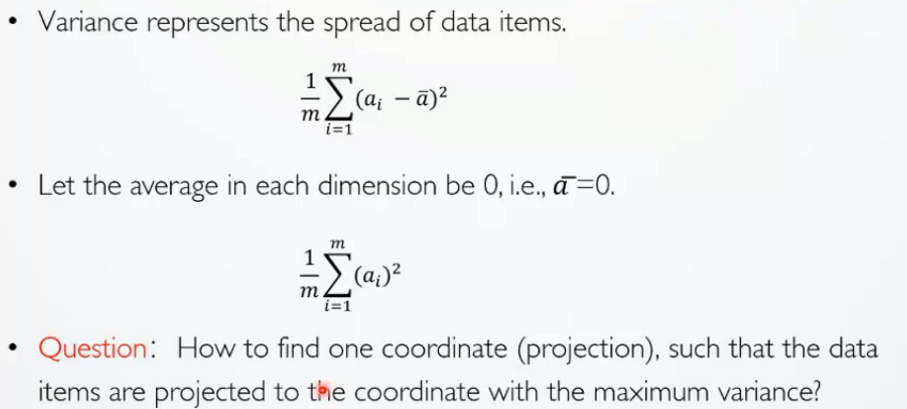 • Variance represents the spread of data items.
$\frac{1}{m}\sum_{i=1}^{m}(a_i - \bar{a})^2$
• Let the average in each dimension be 0, i.e., $\bar{a}$=0.
$\frac{1}{m}\sum_{i=1}^{m}(a_i)^2$
• Question: How to find one coordinate (projection), such that the data
items are projected to the coordinate with the maximum variance?